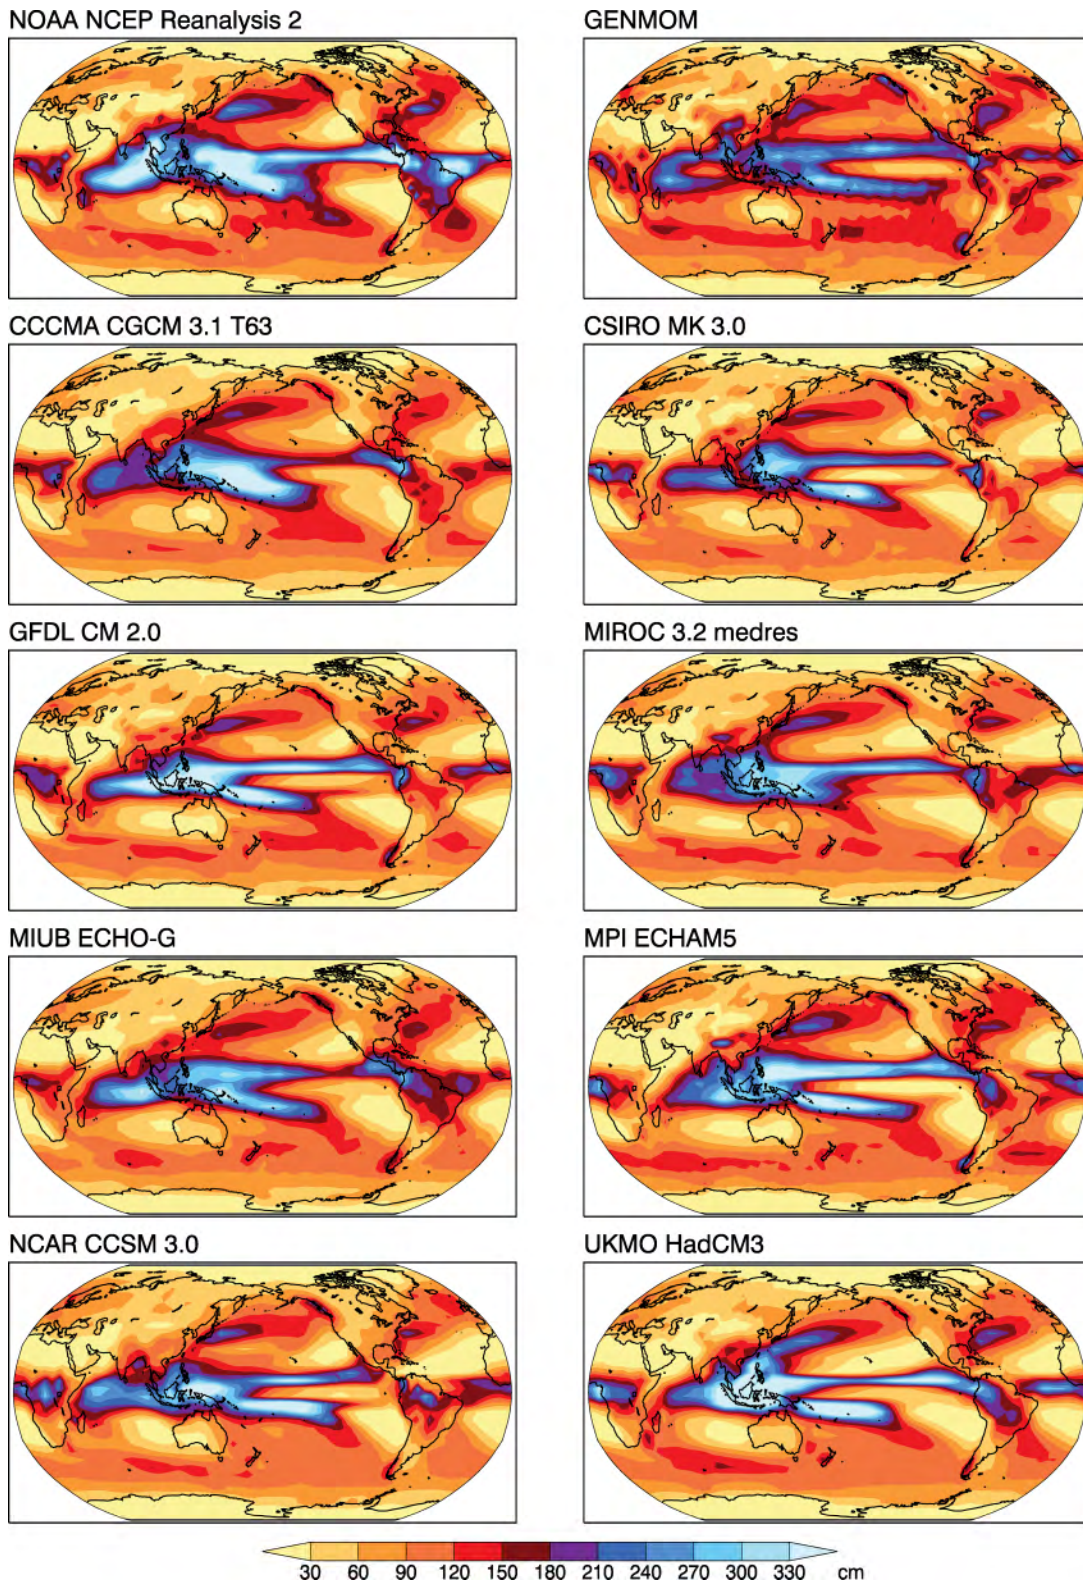 NOAA NCEP Reanalysis 2
GENMOM
CCCMA CGCM 3.1 T63
CSIRO MK 3.0
GFDL CM 2.0
MIROC 3.2 medres
MIUB ECHO-G
MPI ECHAM5
NCAR CCSM 3.0
UKMO HadCM3
30 60 90 120 150 180 210 240 270 300 330 cm